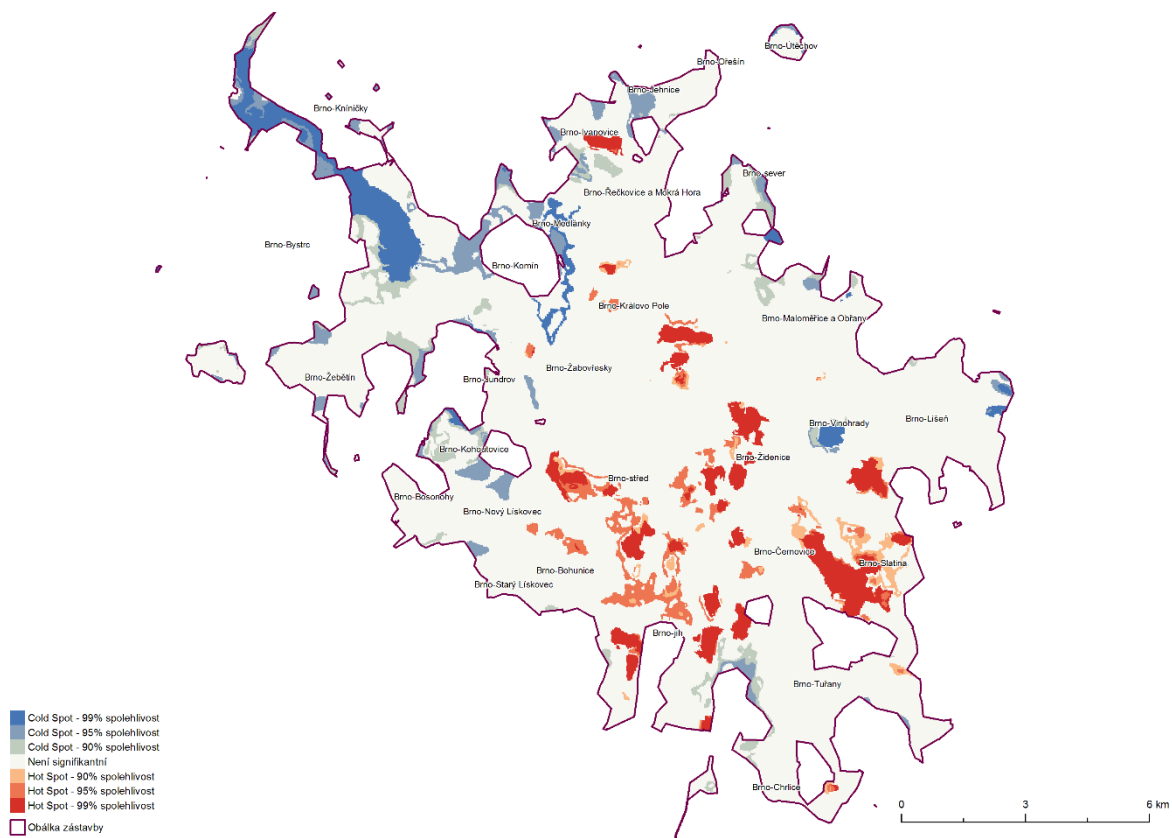 Brno-Útěchov
Brno-Ořešín
Brno-Jehnice
Brno-Kníničky
Brno-Ivanovice
Brno-sever
Brno-Řečkovice a Mokrá Hora
Brno-Medlánky
Brno-Bystrc
Brno-Komín
Brno-Královo Pole
Brno-Maloměřice a Obřany
Brno-Žabovřesky
Brno-Žebětín
Brno-Jundrov
Brno-Líšeň
Brno-Vinohrady
Brno-Kohoutovice
Brno-Židenice
Brno-střed
Brno-Bosonohy
Brno-Nový Lískovec
Brno-Černovice
Brno-Slatina
Brno-Bohunice
Brno-Starý Lískovec
Brno-jih
Brno-Tuřany
Brno-Chrlice
Cold Spot - 99% spolehlivost
Cold Spot - 95% spolehlivost
Cold Spot - 90% spolehlivost
Není signifikantní
Hot Spot - 90% spolehlivost
Hot Spot - 95% spolehlivost
Hot Spot - 99% spolehlivost
Obálka zástavby
0 3 6 km